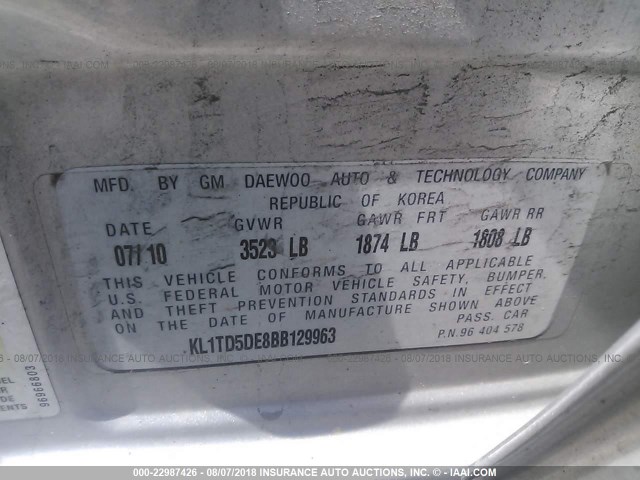 MFD. BY GM DAEWOO AUTO & TECHNOLOGY COMPANY
REPUBLIC OF KOREA
DATE GVWR GAWR FRT GAWR RR
07/10 3523 LB 1874 LB 1808 LB
THIS VEHICLE CONFORMS TO ALL APPLICABLE
U.S. FEDERAL MOTOR VEHICLE SAFETY, BUMPER,
AND THEFT PREVENTION STANDARDS IN EFFECT
ON THE DATE OF MANUFACTURE SHOWN ABOVE
PASS. CAR
KL1TD5DE8BB129963
P.N.96 404 578
96966803
000-22987426 - 08/07/2018 INSURANCE AUTO AUCTIONS, INC. - IAAI.COM